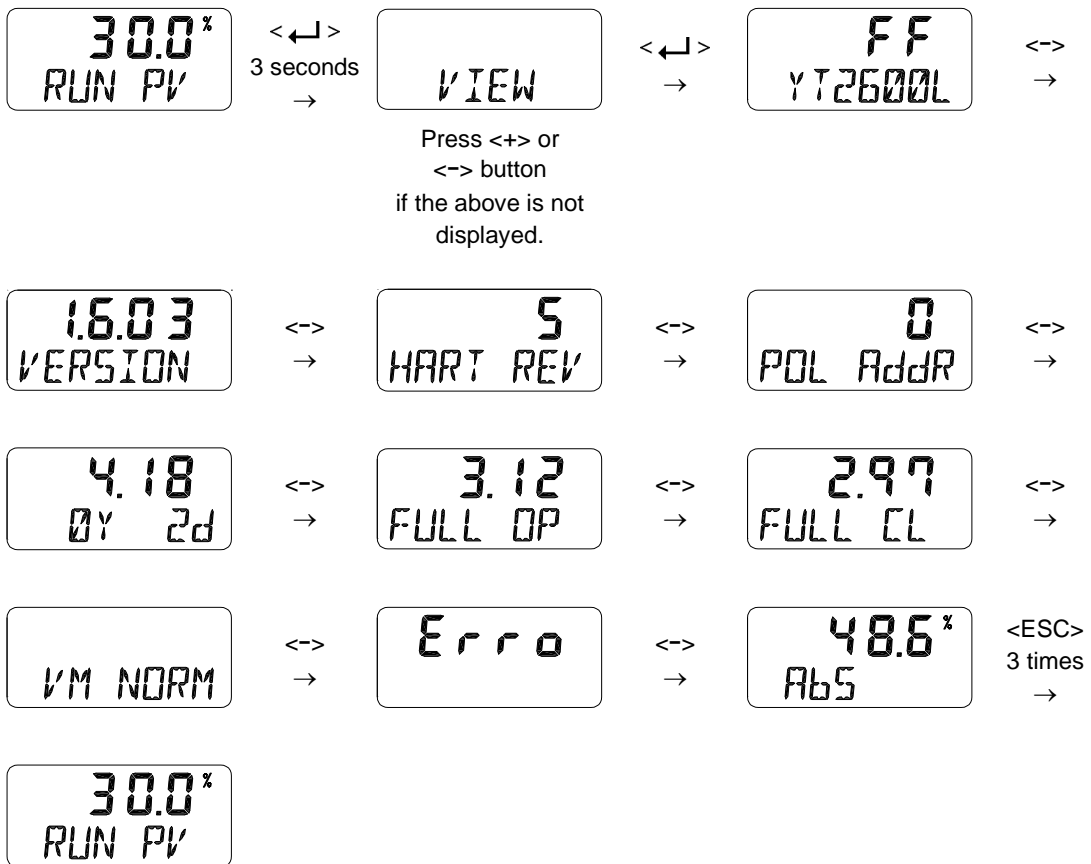 30.0%
RUN PV
< ↵ >
3 seconds
→
VIEW
Press <+> or
<-> button
if the above is not
displayed.
< ↵ >
→
FF
YT2600L
<->
→
1.6.03
VERSION
<->
→
5
HART REV
<->
→
0
POL AddR
<->
→
4.18
0Y 2d
<->
→
3.12
FULL OP
<->
→
2.97
FULL CL
<->
→
VM NORM
<->
→
Erro
<->
→
48.6%
AbS
<ESC>
3 times
→
30.0%
RUN PV